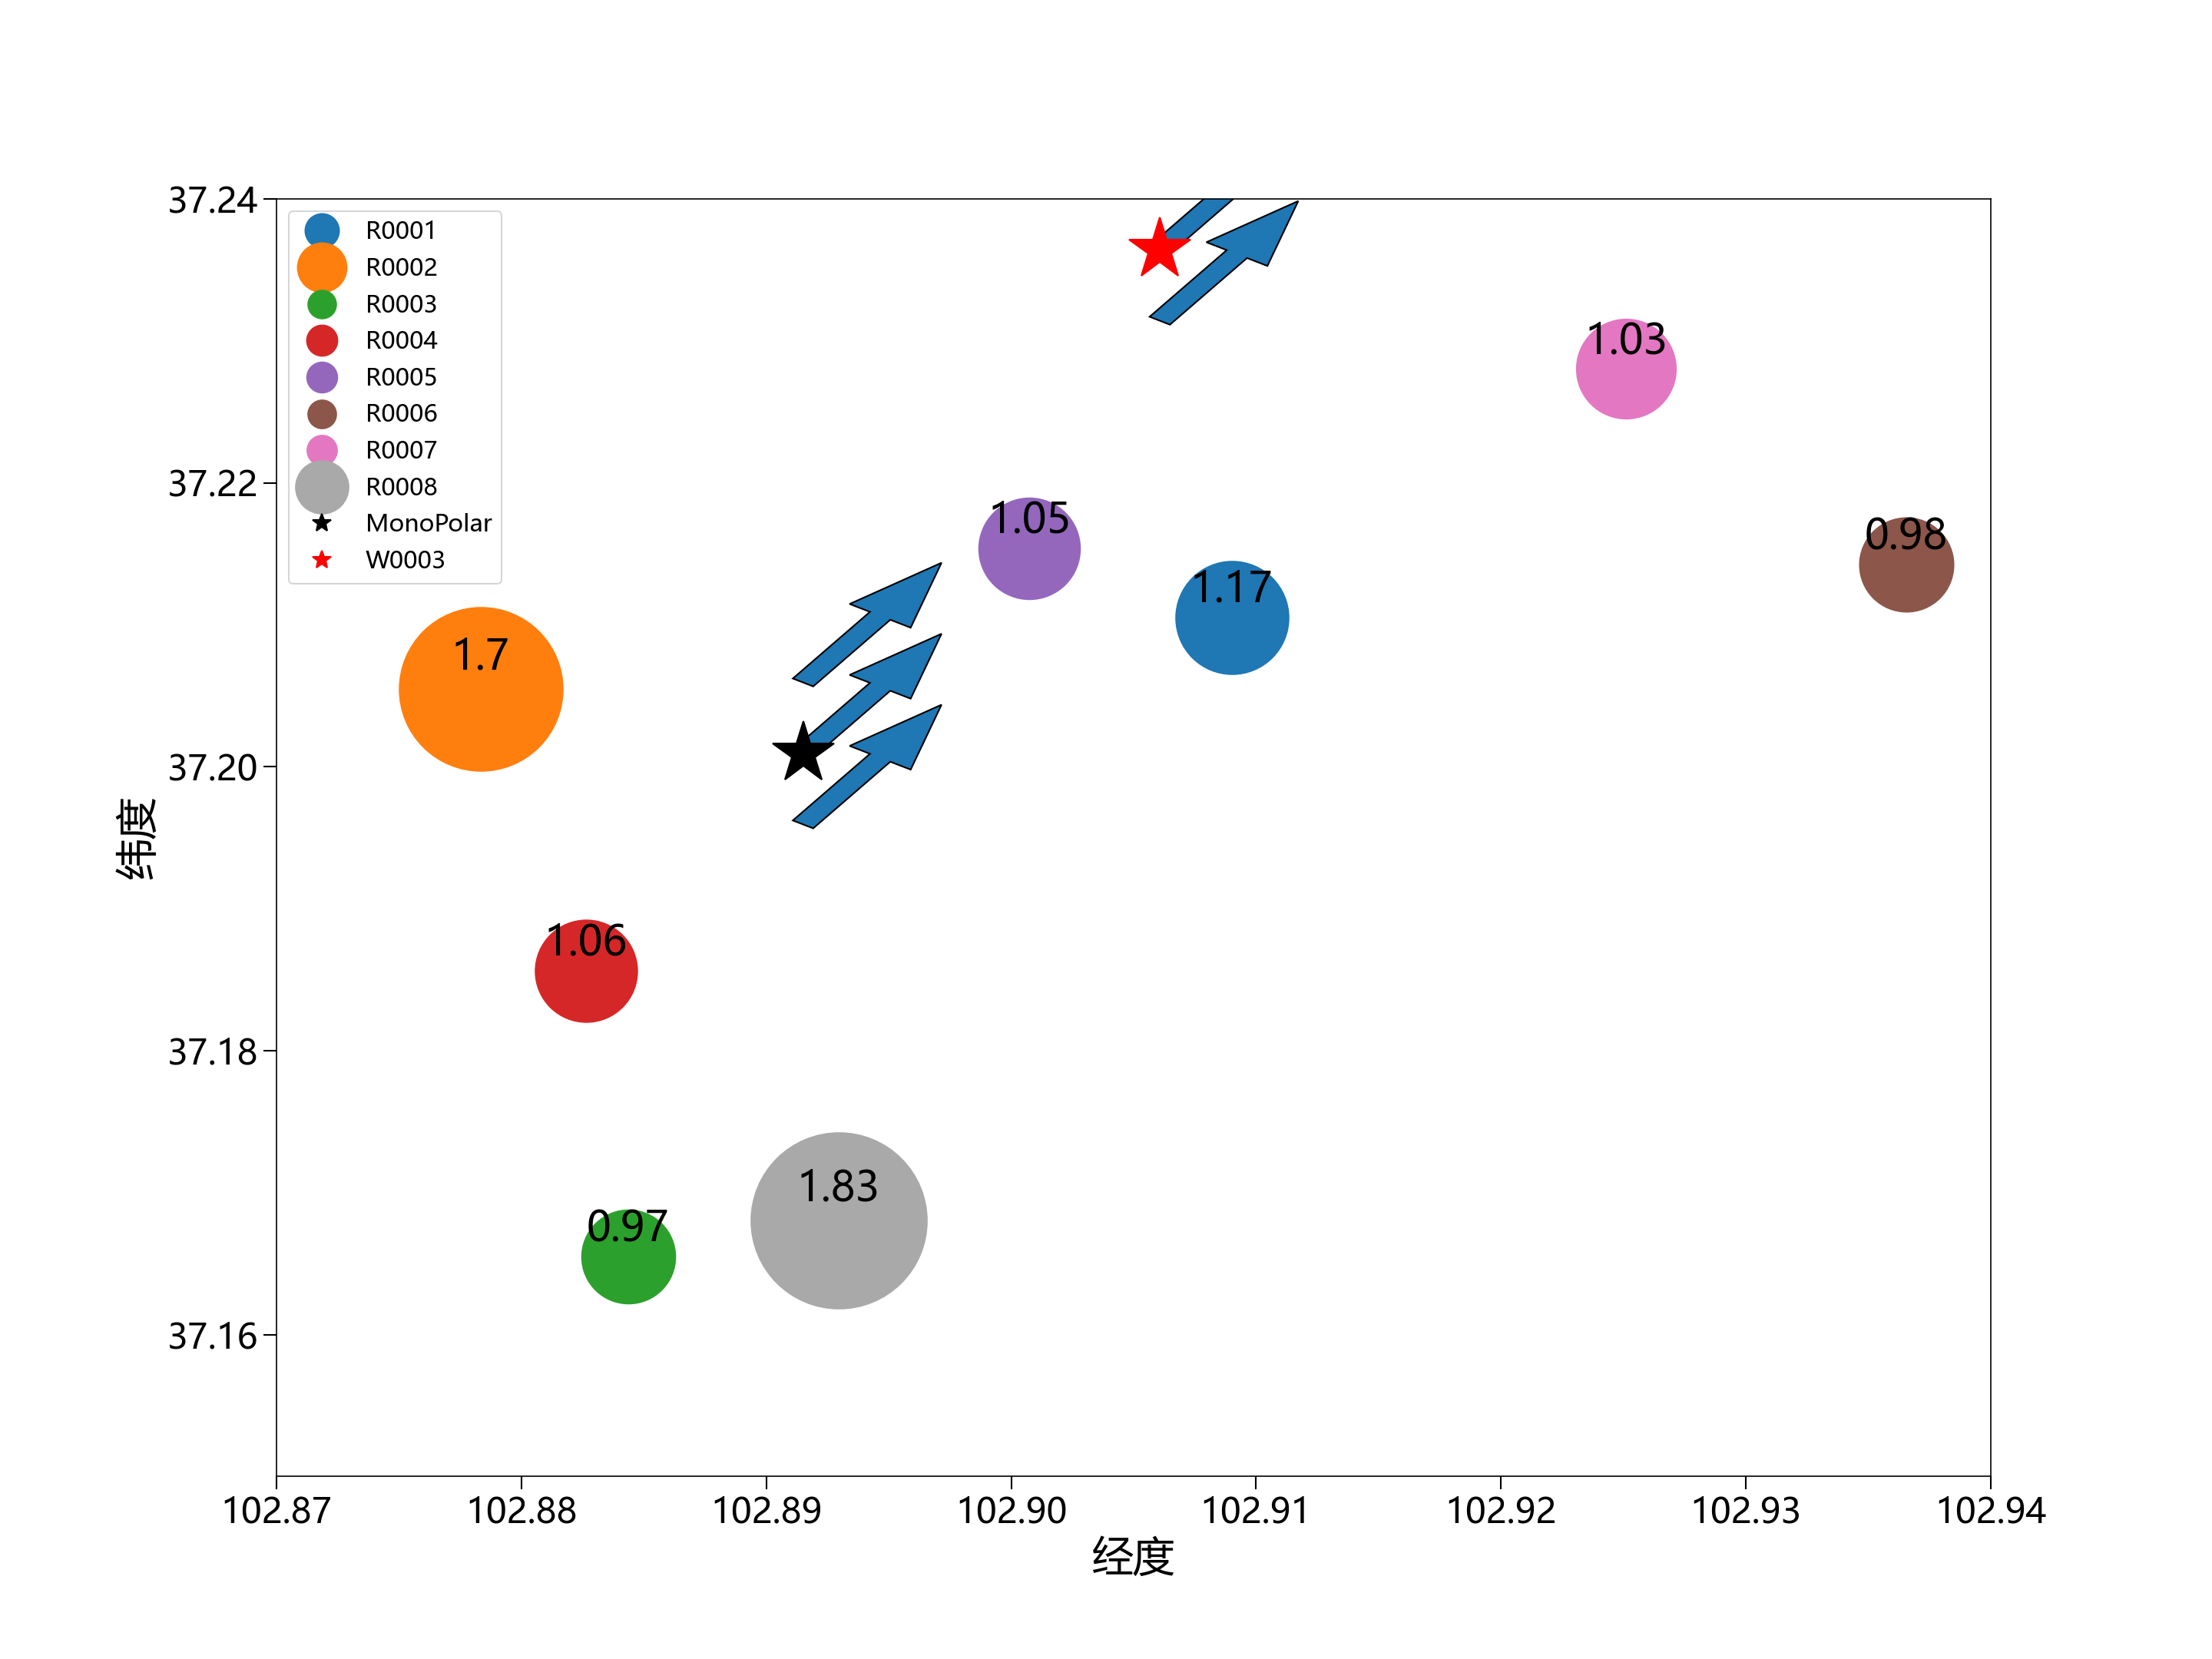 37.24
37.22
37.20
37.18
37.16
纬度
R0001
R0002
R0003
R0004
R0005
R0006
R0007
R0008
MonoPolar
W0003
1.03
1.05
0.98
1.17
1.7
1.06
1.83
0.97
102.87 102.88 102.89 102.90 102.91 102.92 102.93 102.94
经度